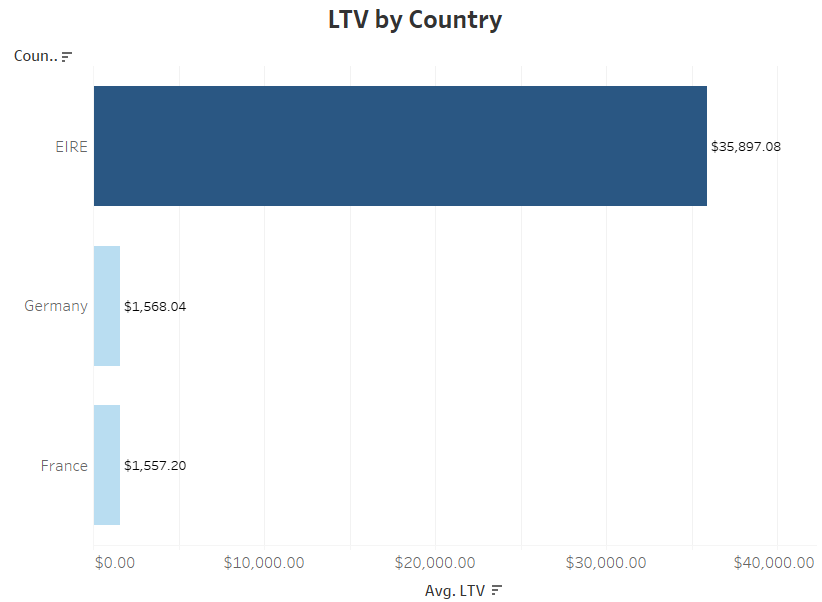 LTV by Country
Coun..
EIRE
$35,897.08
Germany
$1,568.04
France
$1,557.20
$0.00 $10,000.00 $20,000.00 $30,000.00 $40,000.00
Avg. LTV